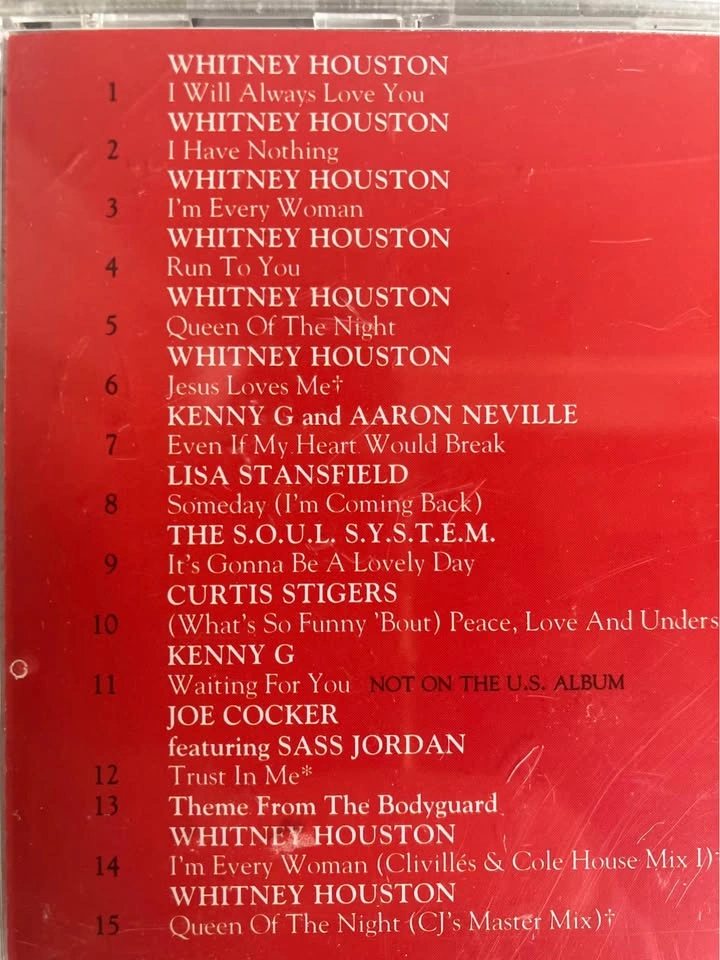 WHITNEY HOUSTON
1 I Will Always Love You
WHITNEY HOUSTON
2 I Have Nothing
WHITNEY HOUSTON
3 I'm Every Woman
WHITNEY HOUSTON
4 Run To You
WHITNEY HOUSTON
5 Queen Of The Night
WHITNEY HOUSTON
6 Jesus Loves Me†
KENNY G and AARON NEVILLE
7 Even If My Heart Would Break
LISA STANSFIELD
8 Someday (I'm Coming Back)
THE S.O.U.L. S.Y.S.T.E.M.
9 It's Gonna Be A Lovely Day
CURTIS STIGERS
10 (What's So Funny 'Bout) Peace, Love And Unders
KENNY G
11 Waiting For You NOT ON THE U.S. ALBUM
JOE COCKER
featuring SASS JORDAN
12 Trust In Me*
13 Theme From The Bodyguard
WHITNEY HOUSTON
14 I'm Every Woman (Clivillés & Cole House Mix I)
WHITNEY HOUSTON
15 Queen Of The Night (CJ's Master Mix)†